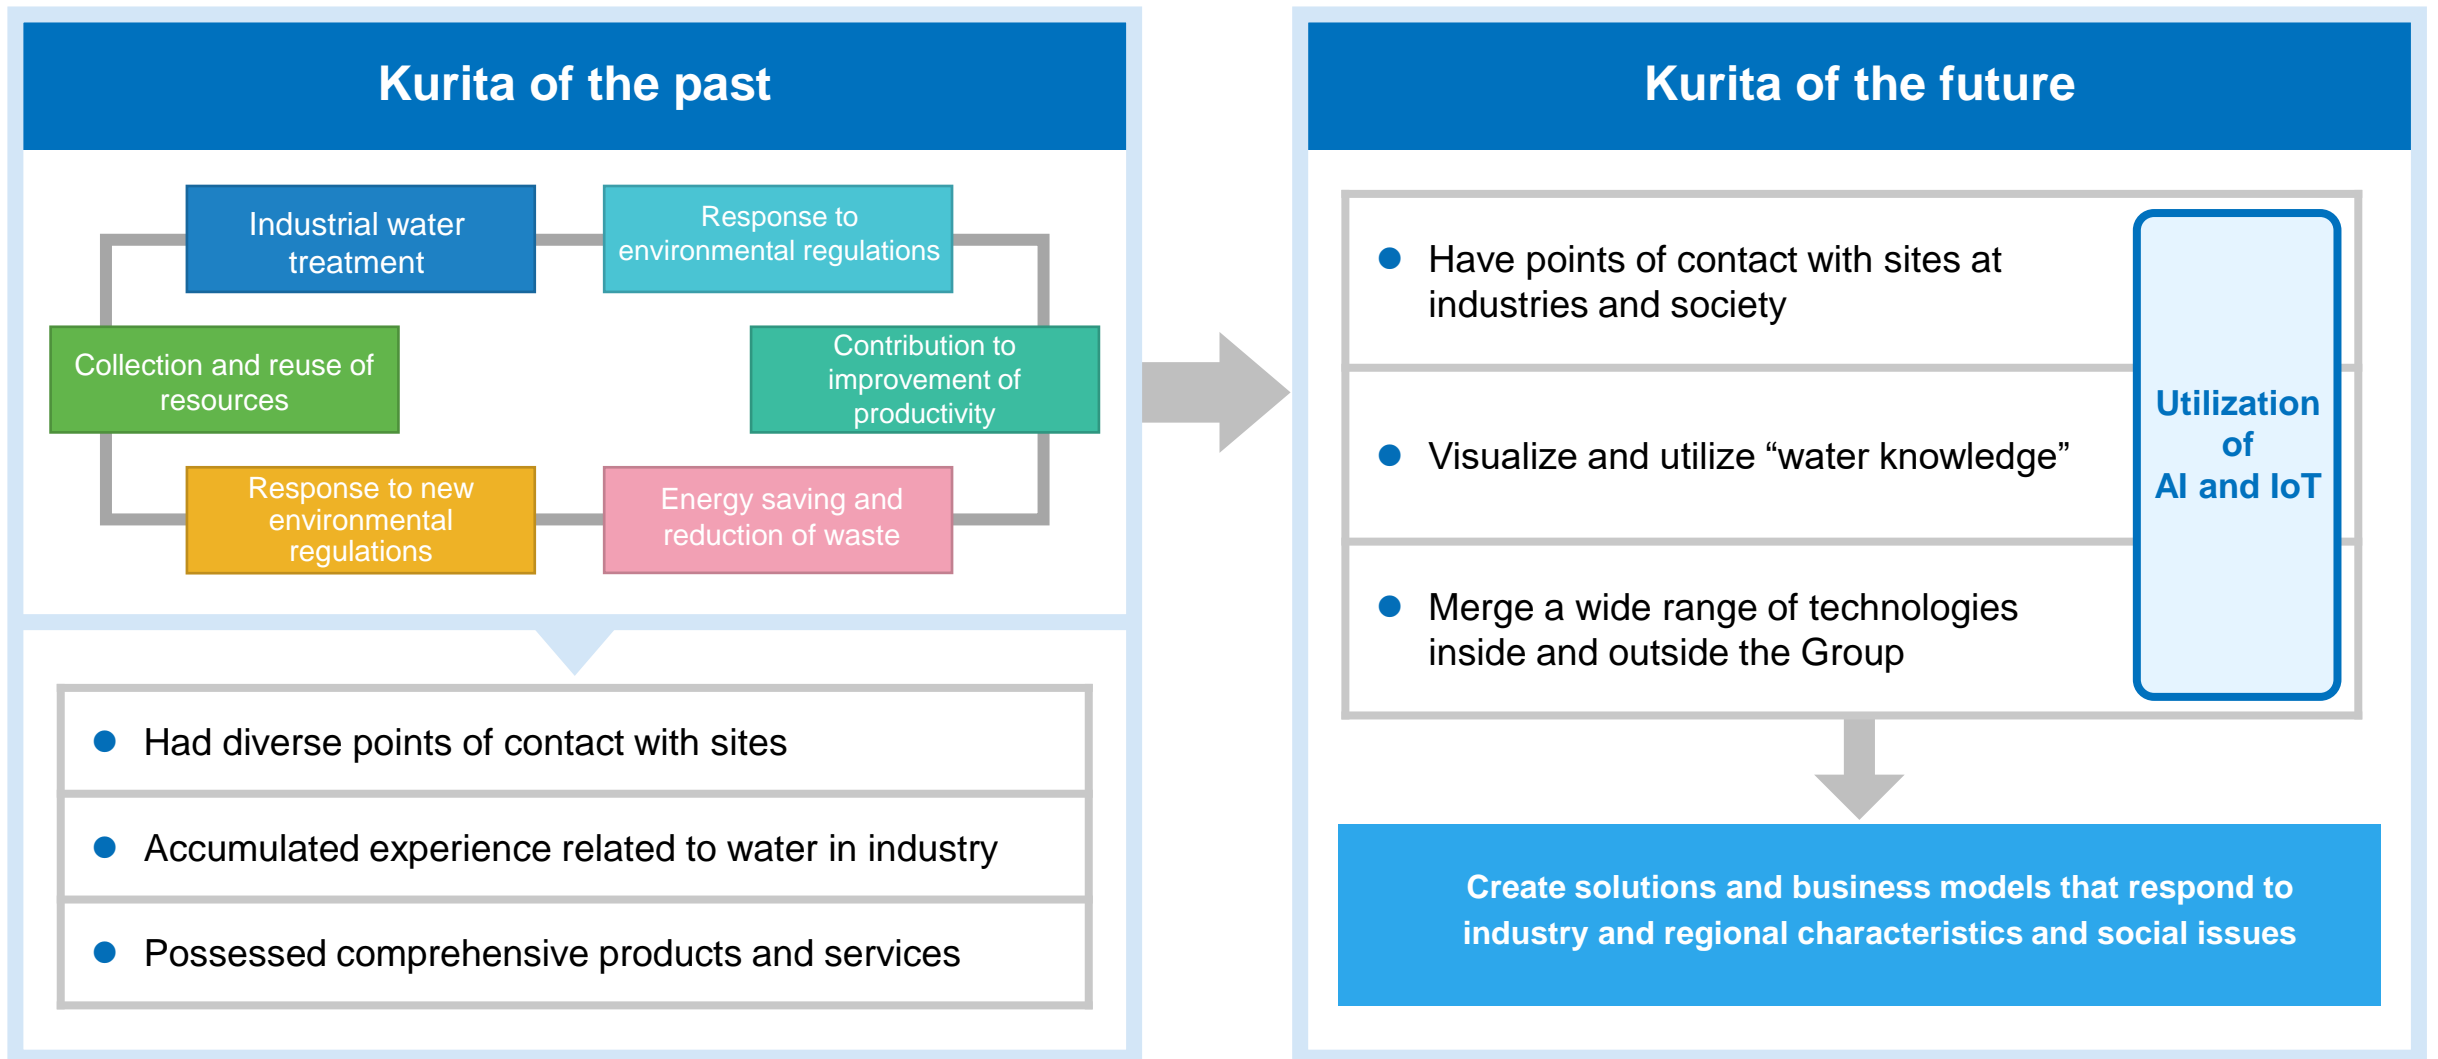 Kurita of the past
Industrial water
treatment
Response to
environmental regulations
Collection and reuse of
resources
Contribution to
improvement of
productivity
Response to new
environmental
regulations
Energy saving and
reduction of waste
Had diverse points of contact with sites
Accumulated experience related to water in industry
Possessed comprehensive products and services
Kurita of the future
Have points of contact with sites at
industries and society
Visualize and utilize “water knowledge”
Merge a wide range of technologies
inside and outside the Group
Utilization
of
AI and IoT
Create solutions and business models that respond to
industry and regional characteristics and social issues